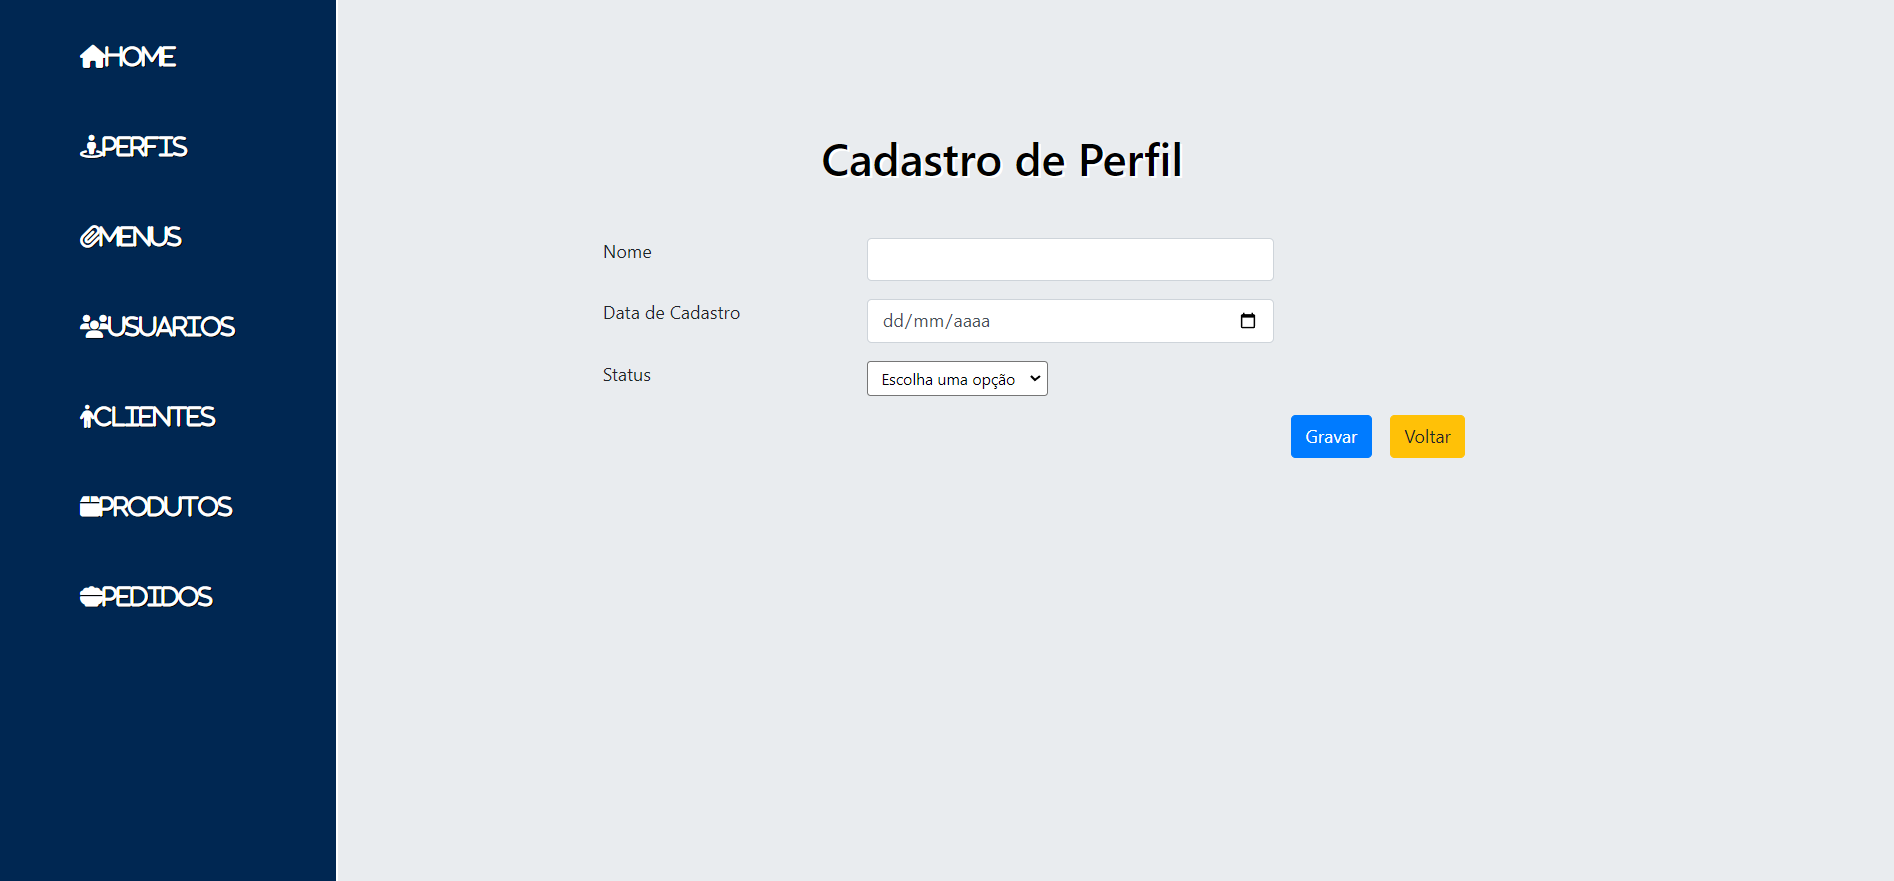 HOME
PERFIS
MENUS
USUARIOS
CLIENTES
PRODUTOS
PEDIDOS
Cadastro de Perfil
Nome
Data de Cadastro
dd/mm/aaaa
Status
Escolha uma opção
Gravar
Voltar